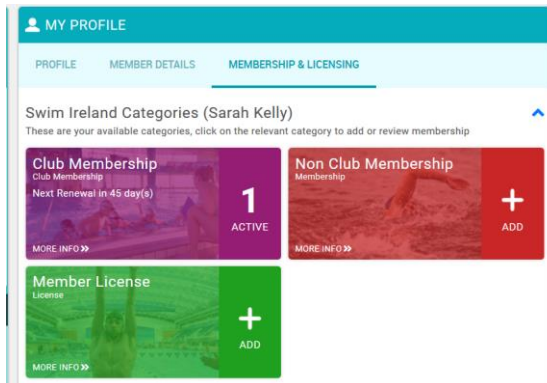 MY PROFILE
PROFILE MEMBER DETAILS MEMBERSHIP & LICENSING
Swim Ireland Categories (Sarah Kelly)
These are your available categories, click on the relevant category to add or review membership
Club Membership
Club Membership
Next Renewal in 45 day(s)
1
ACTIVE
MORE INFO
Non Club Membership
Membership
+
ADD
MORE INFO
Member License
License
+
ADD
MORE INFO